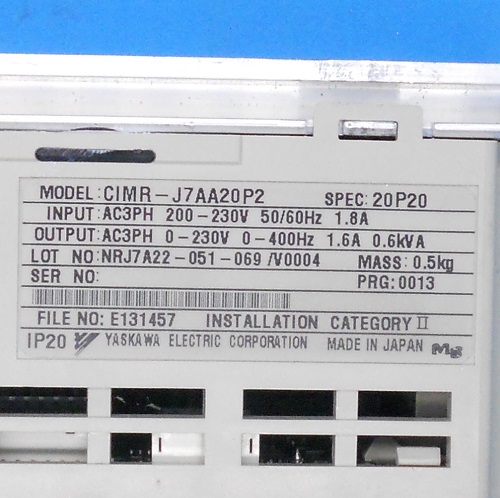 MODEL:CIMR-J7AA20P2 SPEC:20P20
INPUT:AC3PH 200-230V 50/60Hz 1.8A
OUTPUT:AC3PH 0-230V 0-400Hz 1.6A 0.6kVA
LOT NO:NRJ7A22-051-069/V0004 MASS:0.5kg
SER NO: PRG:0013
FILE NO:E131457 INSTALLATION CATEGORY II
IP20 YASKAWA ELECTRIC CORPORATION MADE IN JAPAN